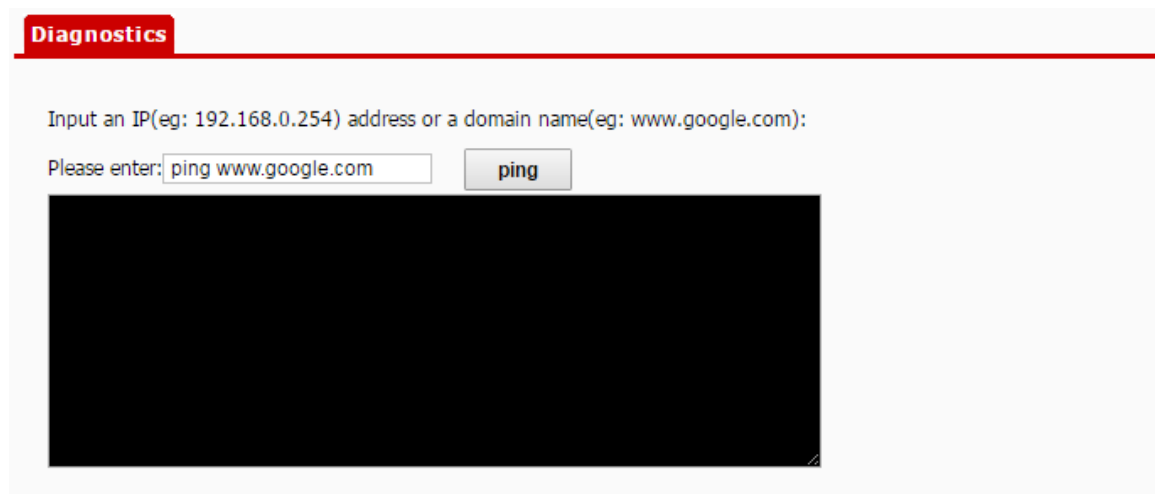 Diagnostics
Input an IP(eg: 192.168.0.254) address or a domain name(eg: www.google.com):
Please enter: ping www.google.com ping